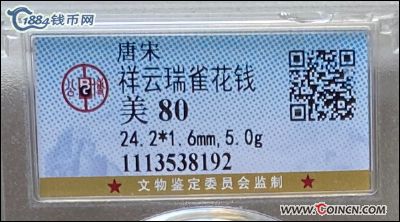 1884钱币网
唐宋
祥云瑞雀花钱
美 80
24.2*1.6mm,5.0g
1113538192
★ 文物鉴定委员会监制 ★
COINCN.COM